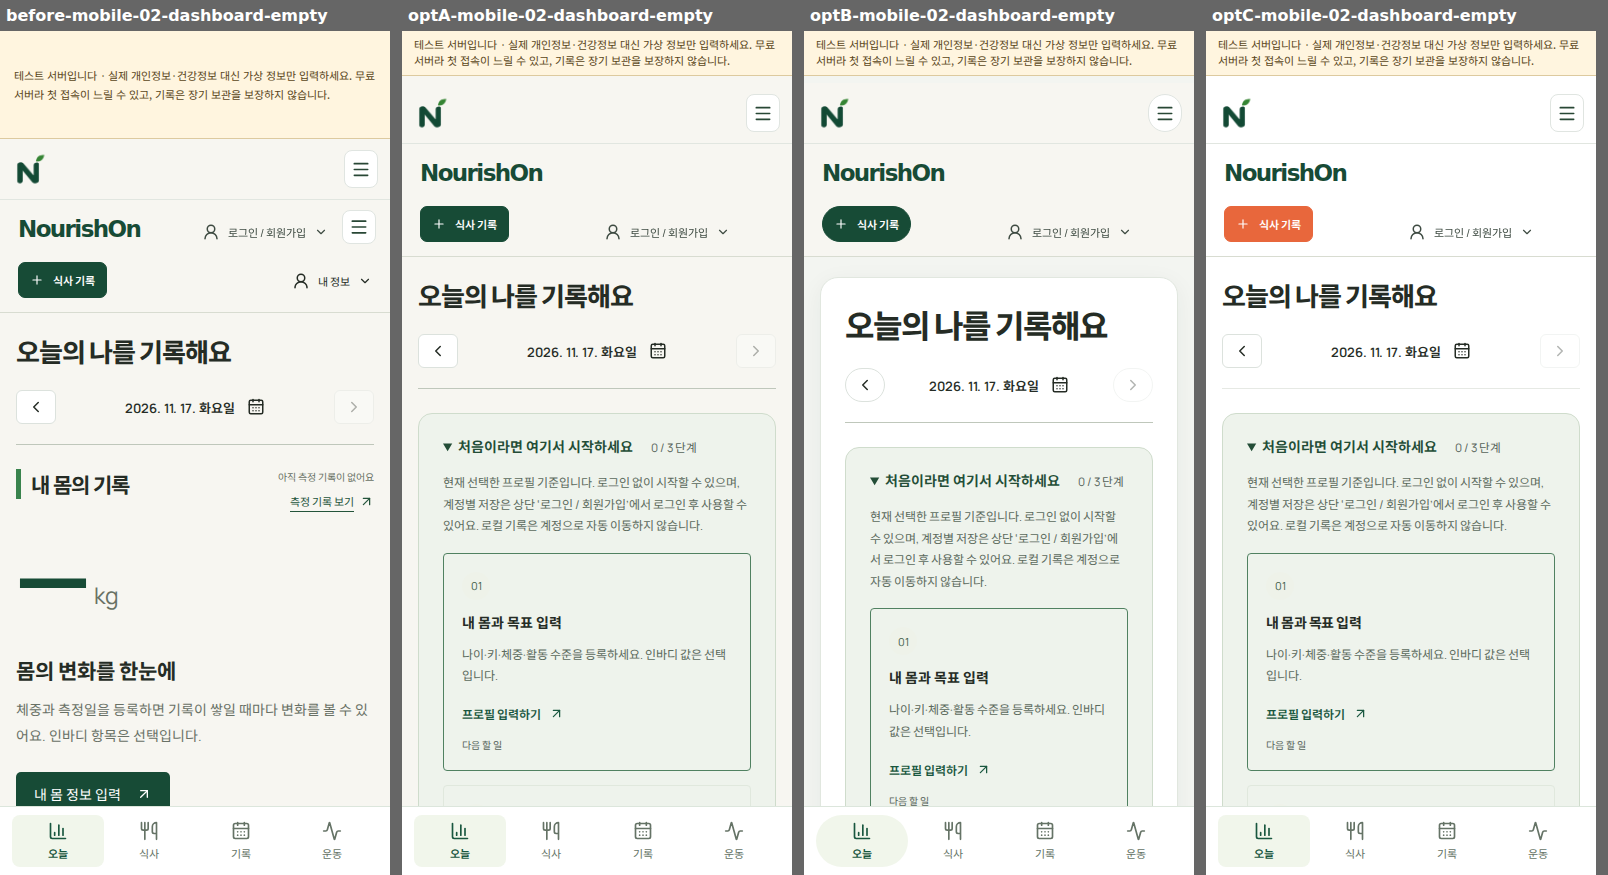 before-mobile-02-dashboard-empty
테스트 서버입니다 · 실제 개인정보·건강정보 대신 가상 정보만 입력하세요. 무료
서버라 첫 접속이 느릴 수 있고, 기록은 장기 보관을 보장하지 않습니다.
N
NourishOn
로그인 / 회원가입
+ 식사 기록
내 정보
오늘의 나를 기록해요
2026. 11. 17. 화요일
내 몸의 기록
아직 측정 기록이 없어요
측정 기록 보기
kg
몸의 변화를 한눈에
체중과 측정일을 등록하면 기록이 쌓일 때마다 변화를 볼 수 있
어요. 인바디 항목은 선택입니다.
내 몸 정보 입력
오늘
식사
기록
운동
optA-mobile-02-dashboard-empty
테스트 서버입니다 · 실제 개인정보·건강정보 대신 가상 정보만 입력하세요. 무료
서버라 첫 접속이 느릴 수 있고, 기록은 장기 보관을 보장하지 않습니다.
N
NourishOn
+ 식사 기록
로그인 / 회원가입
오늘의 나를 기록해요
2026. 11. 17. 화요일
▼ 처음이라면 여기서 시작하세요 0 / 3 단계
현재 선택한 프로필 기준입니다. 로그인 없이 시작할 수 있으며,
계정별 저장은 상단 '로그인 / 회원가입'에서 로그인 후 사용할 수
있어요. 로컬 기록은 계정으로 자동 이동하지 않습니다.
01
내 몸과 목표 입력
나이·키·체중·활동 수준을 등록하세요. 인바디 값은 선택
입니다.
프로필 입력하기
다음 할 일
오늘
식사
기록
운동
optB-mobile-02-dashboard-empty
테스트 서버입니다 · 실제 개인정보·건강정보 대신 가상 정보만 입력하세요. 무료
서버라 첫 접속이 느릴 수 있고, 기록은 장기 보관을 보장하지 않습니다.
N
NourishOn
+ 식사 기록
로그인 / 회원가입
오늘의 나를 기록해요
2026. 11. 17. 화요일
▼ 처음이라면 여기서 시작하세요 0 / 3 단계
현재 선택한 프로필 기준입니다. 로그인 없이 시작할
수 있으며, 계정별 저장은 상단 '로그인 / 회원가입'에
서 로그인 후 사용할 수 있어요. 로컬 기록은 계정으로
자동 이동하지 않습니다.
01
내 몸과 목표 입력
나이·키·체중·활동 수준을 등록하세요. 인바디
값은 선택입니다.
프로필 입력하기
다음 할 일
오늘
식사
기록
운동
optC-mobile-02-dashboard-empty
테스트 서버입니다 · 실제 개인정보·건강정보 대신 가상 정보만 입력하세요. 무료
서버라 첫 접속이 느릴 수 있고, 기록은 장기 보관을 보장하지 않습니다.
N
NourishOn
+ 식사 기록
로그인 / 회원가입
오늘의 나를 기록해요
2026. 11. 17. 화요일
▼ 처음이라면 여기서 시작하세요 0 / 3 단계
현재 선택한 프로필 기준입니다. 로그인 없이 시작할 수 있으며,
계정별 저장은 상단 '로그인 / 회원가입'에서 로그인 후 사용할 수
있어요. 로컬 기록은 계정으로 자동 이동하지 않습니다.
01
내 몸과 목표 입력
나이·키·체중·활동 수준을 등록하세요. 인바디 값은 선택
입니다.
프로필 입력하기
다음 할 일
오늘
식사
기록
운동